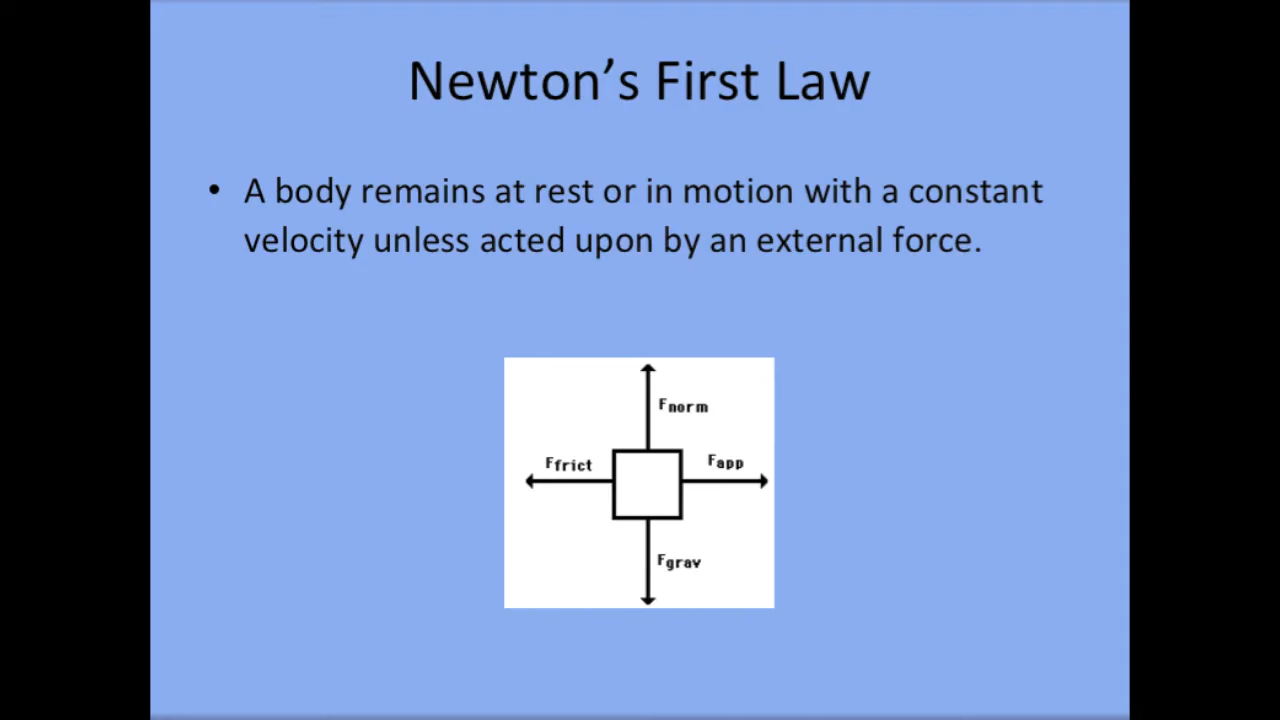 Newton’s First Law
• A body remains at rest or in motion with a constant
velocity unless acted upon by an external force.
Fnorm
Ffrict
Fapp
Fgrav